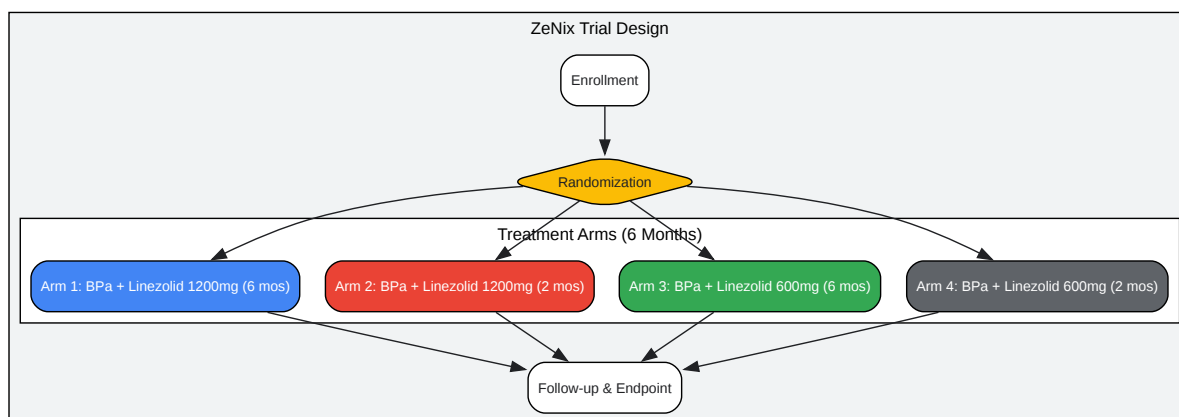 ZeNix Trial Design
Enrollment
Randomization
Treatment Arms (6 Months)
Arm 1: BPa + Linezolid 1200mg (6 mos)
Arm 2: BPa + Linezolid 1200mg (2 mos)
Arm 3: BPa + Linezolid 600mg (6 mos)
Arm 4: BPa + Linezolid 600mg (2 mos)
Follow-up & Endpoint